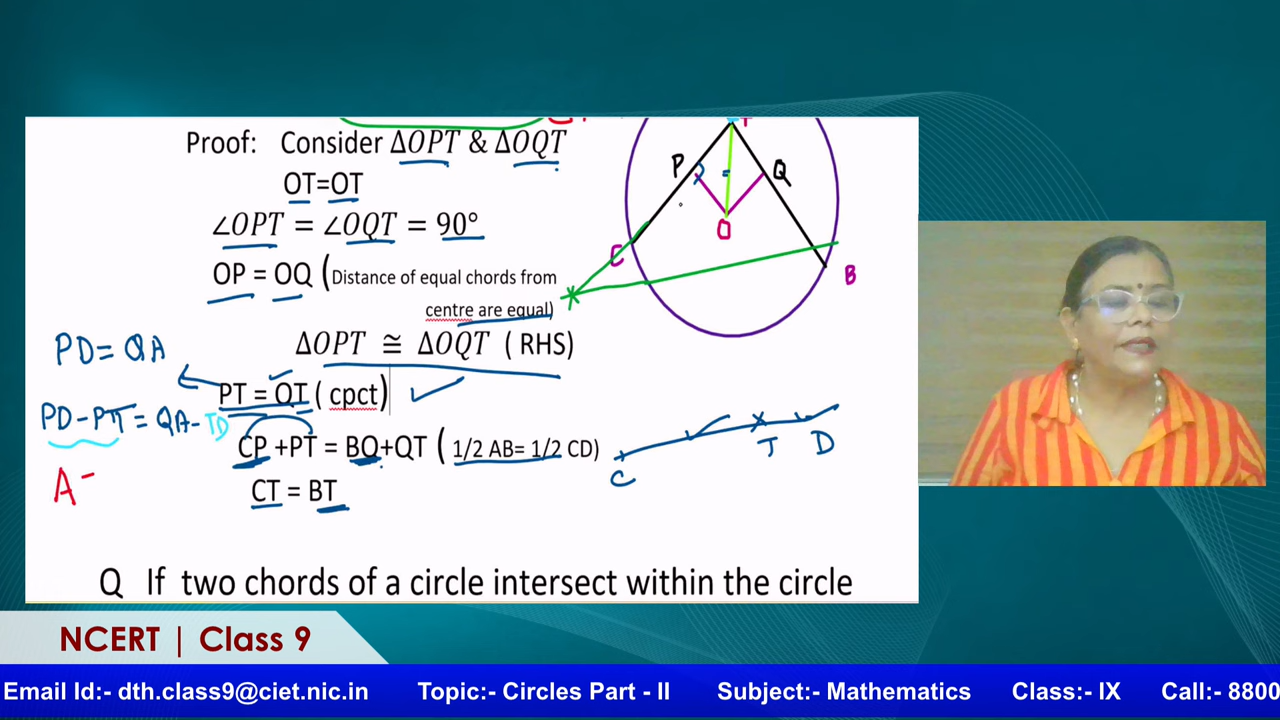 Proof: Consider ΔOPT & ΔOQT
OT=OT
∠OPT = ∠OQT = 90°
OP = OQ (Distance of equal chords from
centre are equal)
ΔOPT ≅ ΔOQT ( RHS)
PD = QA
PT = QT ( cpct)
PD - PT = QA - TD
CP +PT = BQ+QT ( 1/2 AB= 1/2 CD)
A -
CT = BT
P
Q
O
C
B
T
D
C
Q If two chords of a circle intersect within the circle
NCERT | Class 9
Email Id:- dth.class9@ciet.nic.in Topic:- Circles Part - II Subject:- Mathematics Class:- IX Call:- 8800